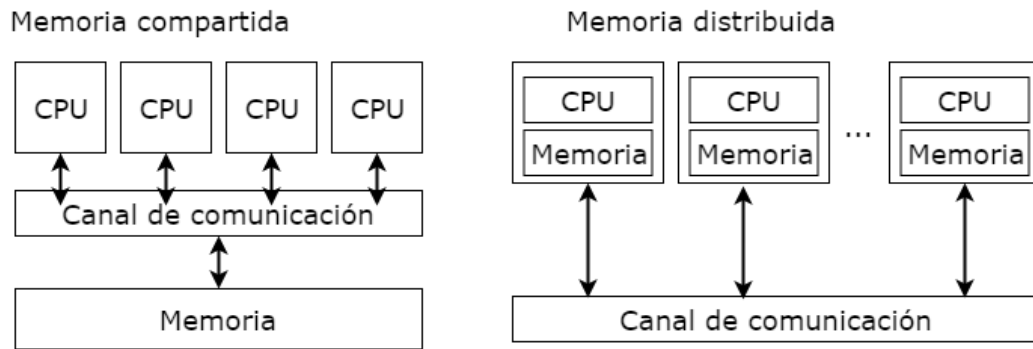 Memoria compartida
CPU CPU CPU CPU
Canal de comunicación
Memoria
Memoria distribuida
CPU CPU ... CPU
Memoria Memoria Memoria
Canal de comunicación